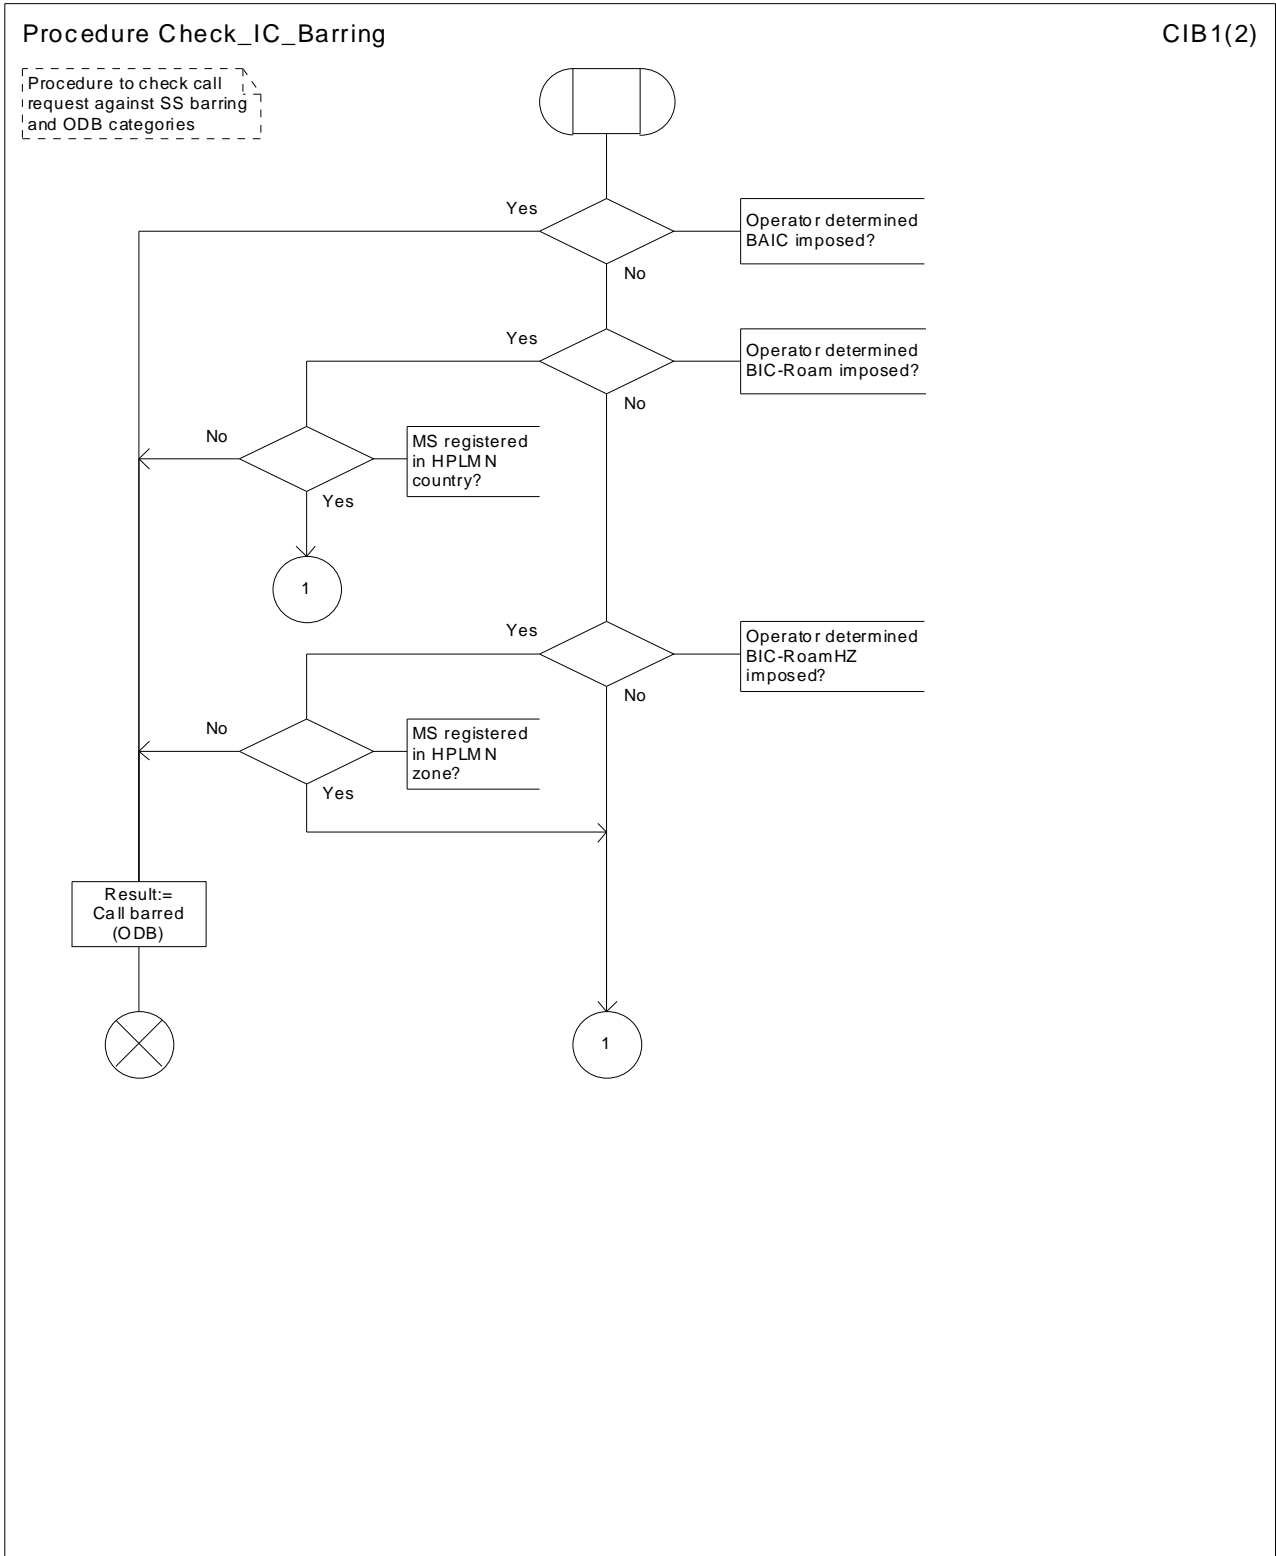 Procedure Check_IC_Barring
CIB1(2)
Procedure to check call
request against SS barring
and ODB categories
Yes
Operator determined
BAIC imposed?
No
Yes
Operator determined
BIC-Roam imposed?
No
No
MS registered
in HPLMN
country?
Yes
1
Yes
Operator determined
BIC-RoamHZ
imposed?
No
No
MS registered
in HPLMN
zone?
Yes
Result:=
Call barred
(ODB)
1